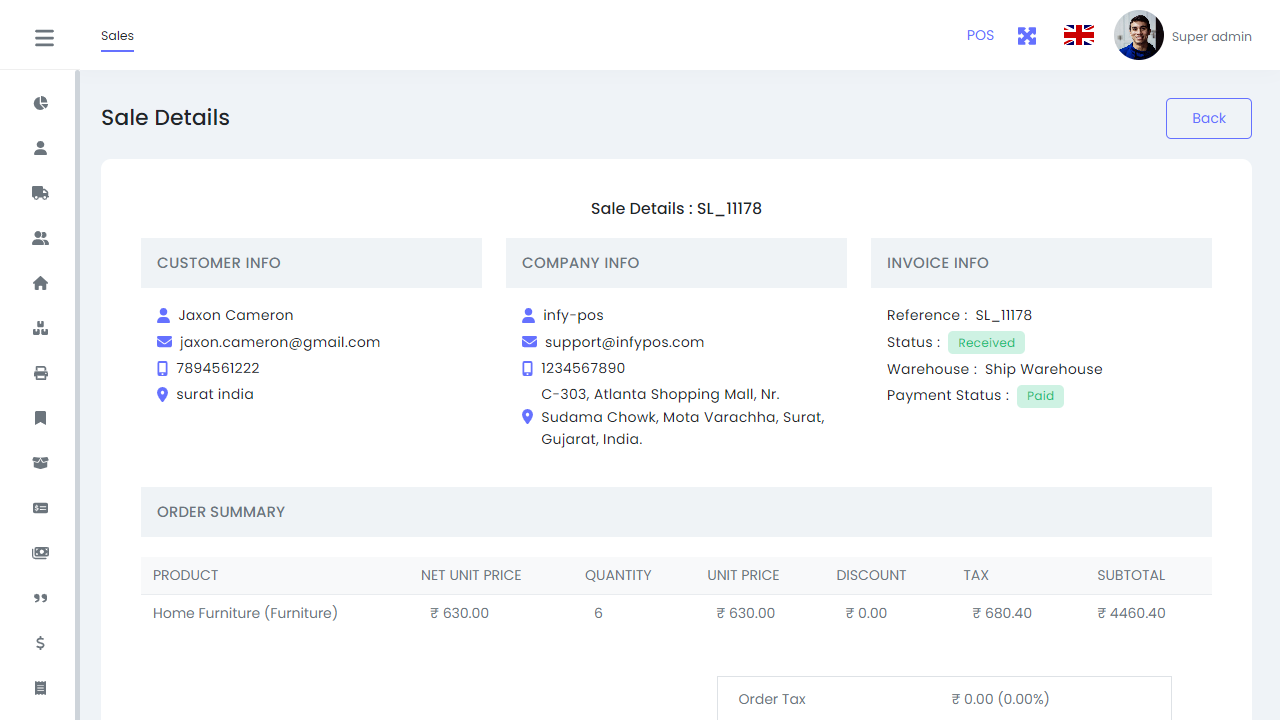 Sales
POS
Super admin
Sale Details
Back
Sale Details : SL_11178
CUSTOMER INFO
Jaxon Cameron
jaxon.cameron@gmail.com
7894561222
surat india
COMPANY INFO
infy-pos
support@infypos.com
1234567890
C-303, Atlanta Shopping Mall, Nr.
Sudama Chowk, Mota Varachha, Surat,
Gujarat, India.
INVOICE INFO
Reference : SL_11178
Status : Received
Warehouse : Ship Warehouse
Payment Status : Paid
ORDER SUMMARY
PRODUCT NET UNIT PRICE QUANTITY UNIT PRICE DISCOUNT TAX SUBTOTAL
Home Furniture (Furniture) ₹ 630.00 6 ₹ 630.00 ₹ 0.00 ₹ 680.40 ₹ 4460.40
Order Tax ₹ 0.00 (0.00%)